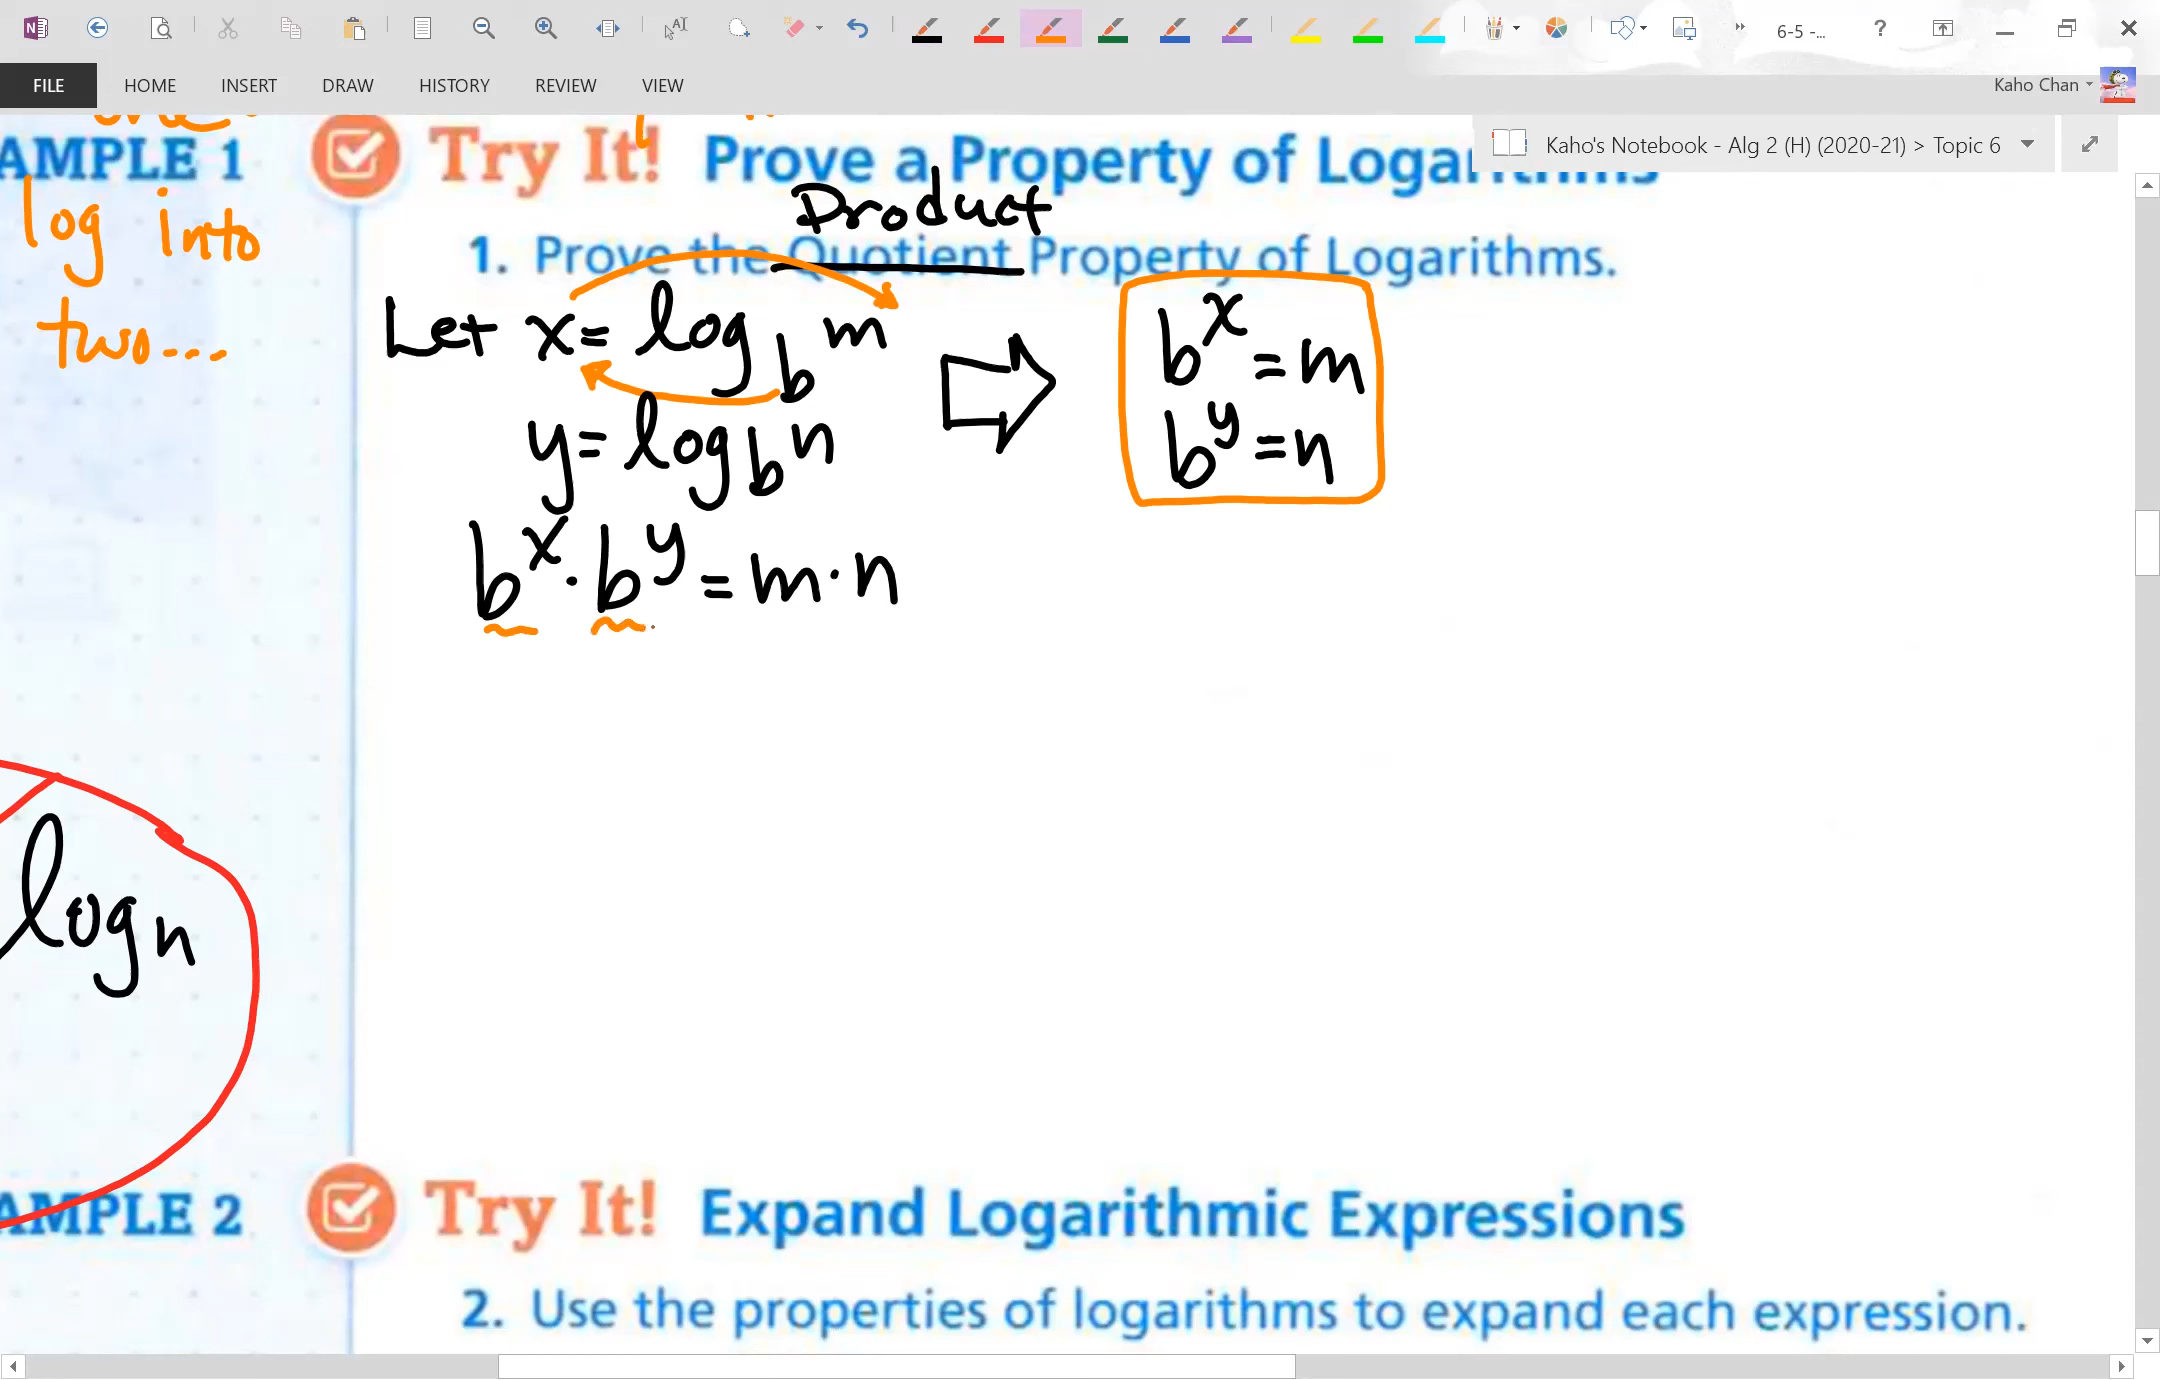 6-5 -...
FILE HOME INSERT DRAW HISTORY REVIEW VIEW
Kaho Chan
Kaho's Notebook - Alg 2 (H) (2020-21) > Topic 6
AMPLE 1
log into
two...
Try It! Prove a Property of Logarithms
Product
1. Prove the Quotient Property of Logarithms.
Let x = log_b m
y = log_b n
b^x = m
b^y = n
b^x · b^y = m · n
log n
AMPLE 2
Try It! Expand Logarithmic Expressions
2. Use the properties of logarithms to expand each expression.